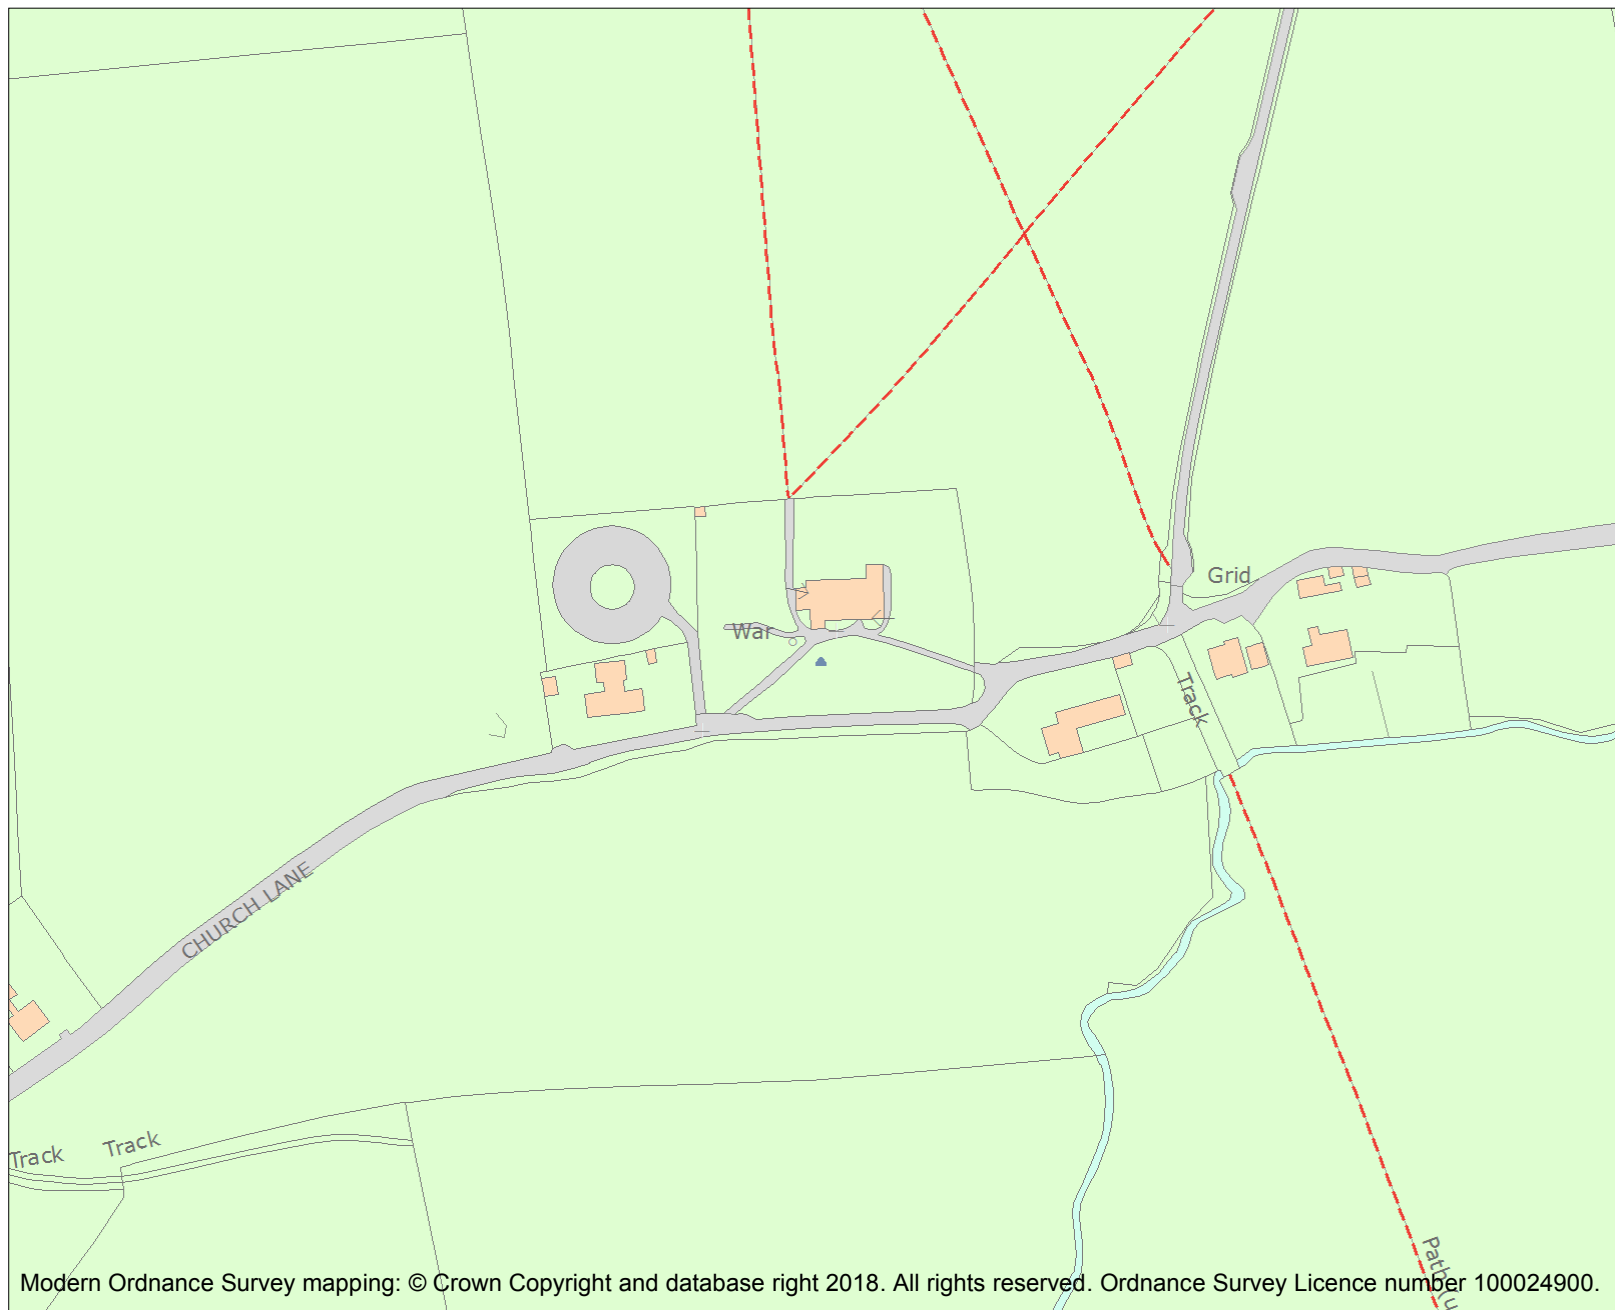 Grid
War
Track
CHURCH LANE
Track
Track
Path (u
Modern Ordnance Survey mapping: © Crown Copyright and database right 2018. All rights reserved. Ordnance Survey Licence number 100024900.